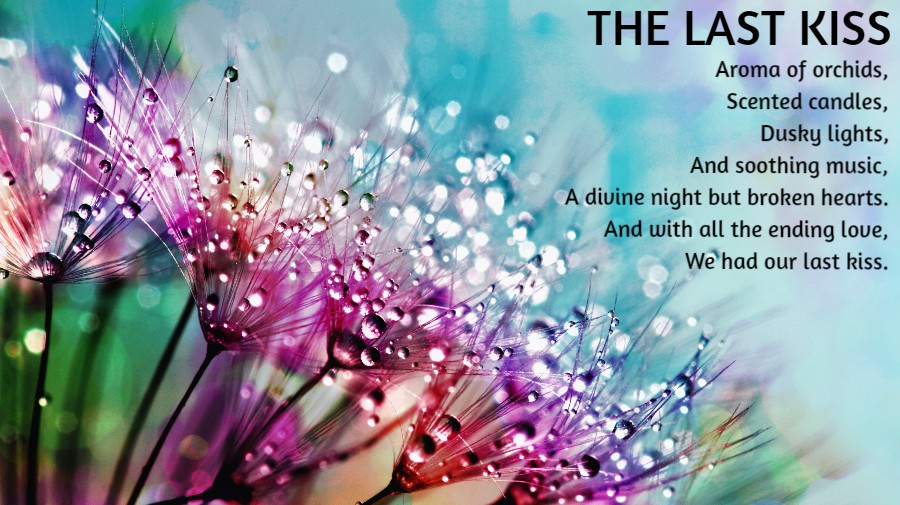 THE LAST KISS
Aroma of orchids,
Scented candles,
Dusky lights,
And soothing music,
A divine night but broken hearts.
And with all the ending love,
We had our last kiss.